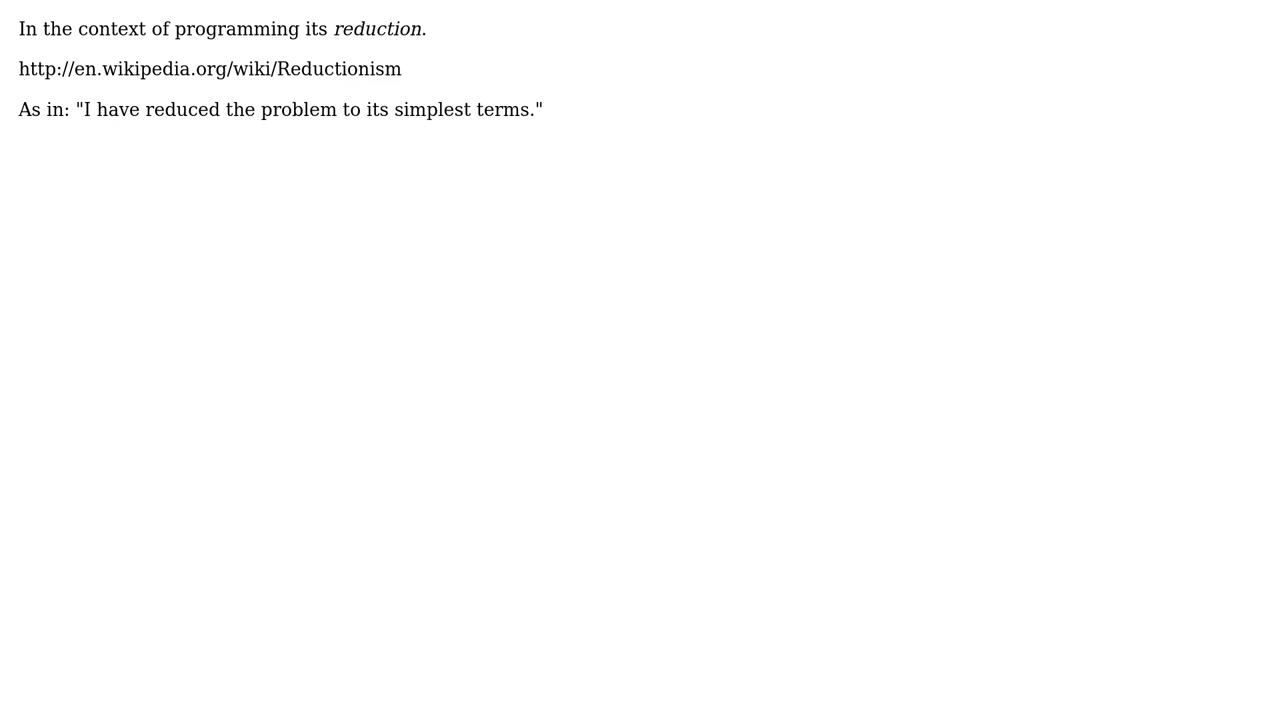 In the context of programming its reduction.
http://en.wikipedia.org/wiki/Reductionism
As in: "I have reduced the problem to its simplest terms."